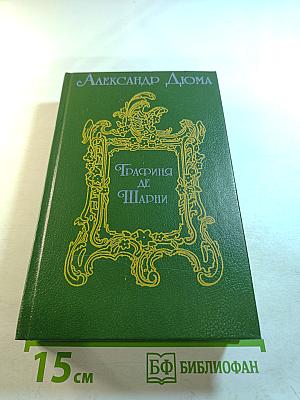 Александр Дюма
Графиня
де
Шарни
15 см
БФ БИБЛИОФАН